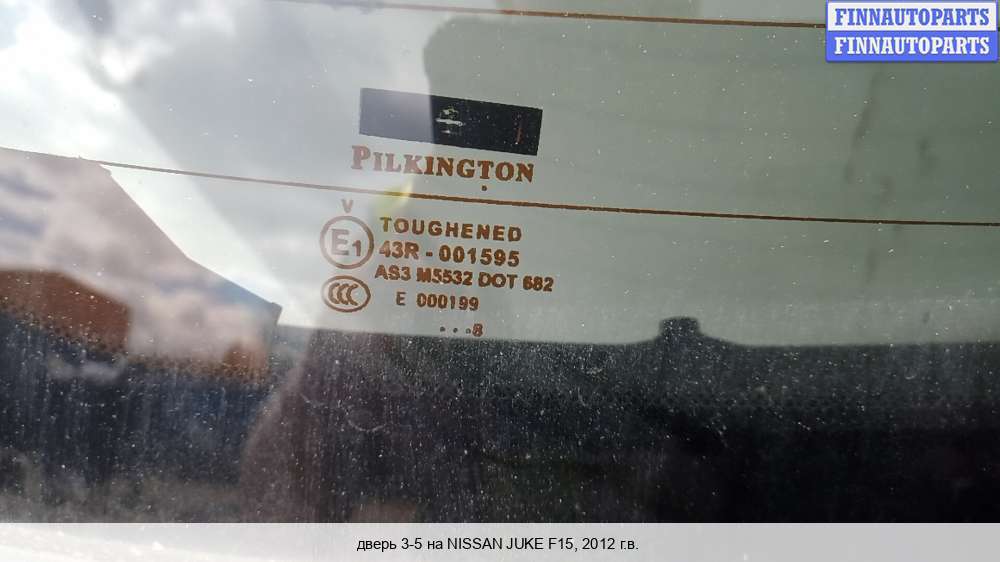 FINNAUTOPARTS
FINNAUTOPARTS
PILKINGTON
V
E1
TOUGHENED
43R - 001595
AS3 M5532 DOT 682
CCC
E 000199
. . . 8
дверь 3-5 на NISSAN JUKE F15, 2012 г.в.